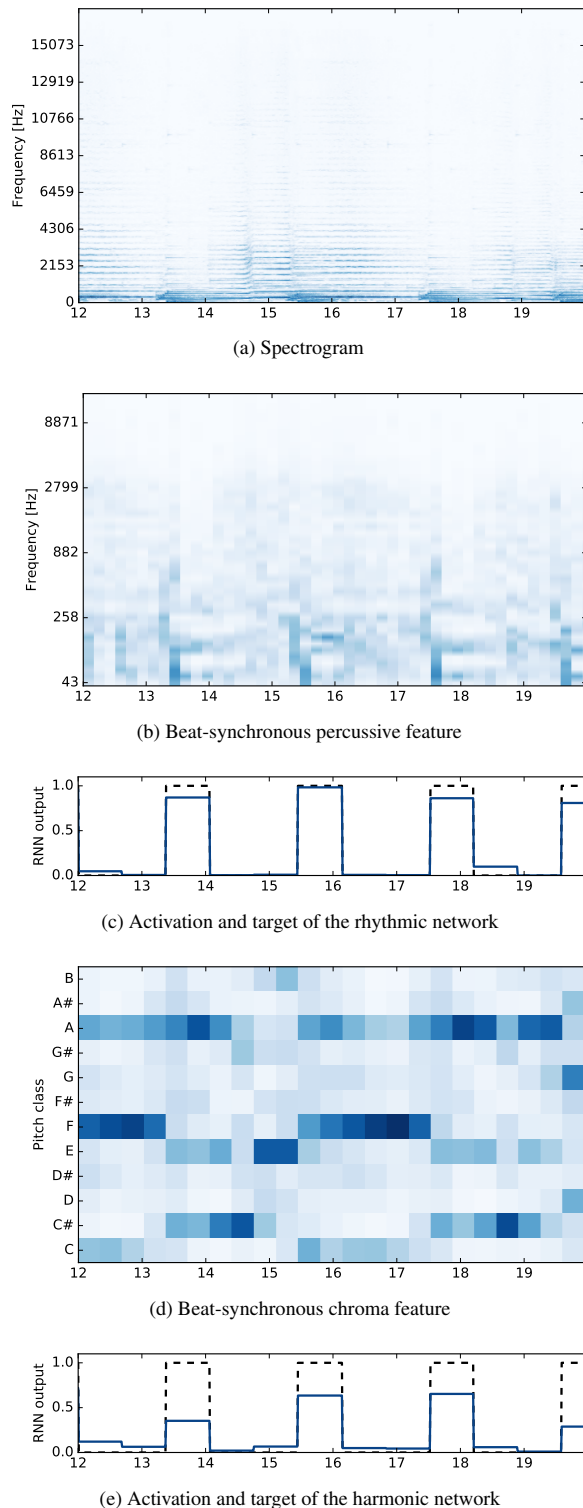 15073
12919
10766
8613
6459
4306
2153
0
Frequency [Hz]
12 13 14 15 16 17 18 19
(a) Spectrogram
8871
2799
882
258
43
Frequency [Hz]
12 13 14 15 16 17 18 19
(b) Beat-synchronous percussive feature
1.0
0.5
0.0
RNN output
12 13 14 15 16 17 18 19
(c) Activation and target of the rhythmic network
B
A#
A
G#
G
F#
F
E
D#
D
C#
C
Pitch class
12 13 14 15 16 17 18 19
(d) Beat-synchronous chroma feature
1.0
0.5
0.0
RNN output
12 13 14 15 16 17 18 19
(e) Activation and target of the harmonic network